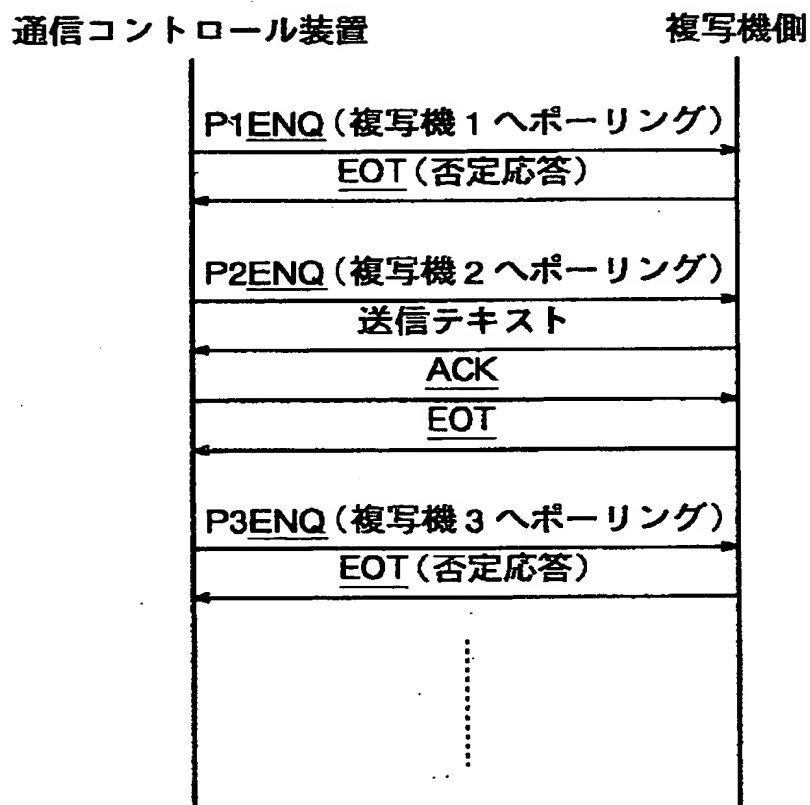 通信コントロール装置 複写機側
P1ENQ(複写機1へポーリング)
EOT(否定応答)
P2ENQ(複写機2へポーリング)
送信テキスト
ACK
EOT
P3ENQ(複写機3へポーリング)
EOT(否定応答)